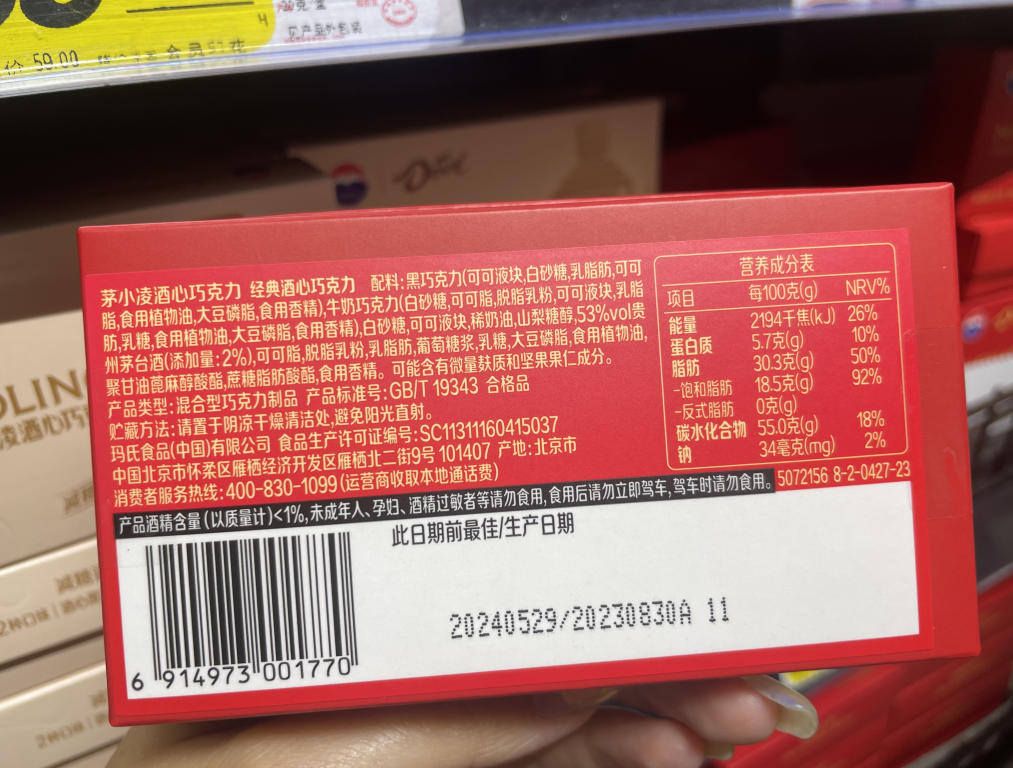 59.00
Dove
茅小凌酒心巧克力 经典酒心巧克力 配料:黑巧克力(可可液块,白砂糖,乳脂肪,可可
脂,食用植物油,大豆磷脂,食用香精),牛奶巧克力(白砂糖,可可脂,脱脂乳粉,可可液块,乳脂
肪,乳糖,食用植物油,大豆磷脂,食用香精),白砂糖,可可液块,稀奶油,山梨糖醇,53%vol贵
州茅台酒(添加量:2%),可可脂,脱脂乳粉,乳脂肪,葡萄糖浆,乳糖,大豆磷脂,食用植物油,
聚甘油蓖麻醇酸酯,蔗糖脂肪酸酯,食用香精。可能含有微量麸质和坚果果仁成分。
产品类型:混合型巧克力制品 产品标准号:GB/T 19343 合格品
贮藏方法:请置于阴凉干燥清洁处,避免阳光直射。
玛氏食品(中国)有限公司 食品生产许可证编号:SC11311160415037
中国北京市怀柔区雁栖经济开发区雁栖北二街9号 101407 产地:北京市
消费者服务热线:400-830-1099(运营商收取本地通话费)
营养成分表
项目 每100克(g) NRV%
能量 2194千焦(kJ) 26%
蛋白质 5.7克(g) 10%
脂肪 30.3克(g) 50%
-饱和脂肪 18.5克(g) 92%
-反式脂肪 0克(g)
碳水化合物 55.0克(g) 18%
钠 34毫克(mg) 2%
5072156 8-2-0427-23
产品酒精含量(以质量计)<1%,未成年人、孕妇、酒精过敏者等请勿食用,食用后请勿立即驾车,驾车时请勿食用。
此日期前最佳/生产日期
20240529/20230830A 11
6 914973 001770
OLING
凌酒心巧
减糖
2种口味
2种口味